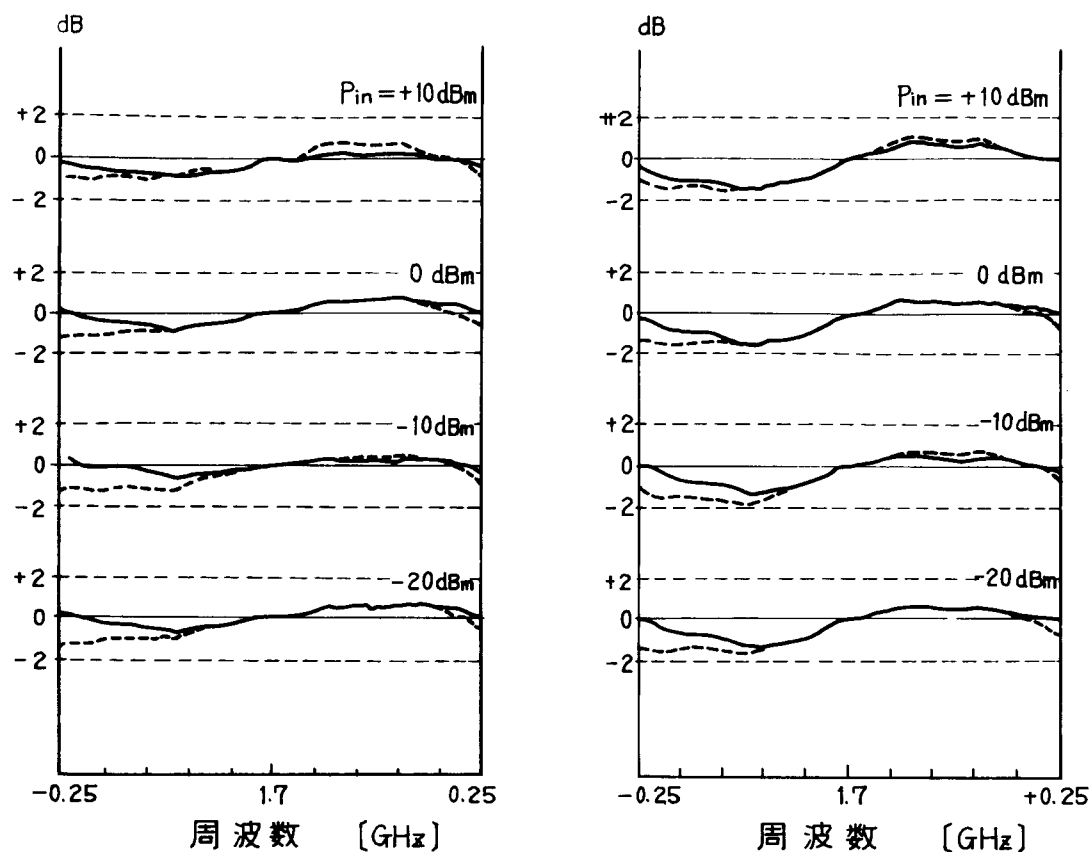 dB
Pin = +10 dBm
+2
0
-2
0 dBm
+2
0
-2
-10 dBm
+2
0
-2
-20 dBm
+2
0
-2
-0.25
1.7
0.25
周波数 [GHz]
dB
Pin = +10 dBm
+2
0
-2
0 dBm
+2
0
-2
-10 dBm
+2
0
-2
-20 dBm
+2
0
-2
-0.25
1.7
+0.25
周波数 [GHz]